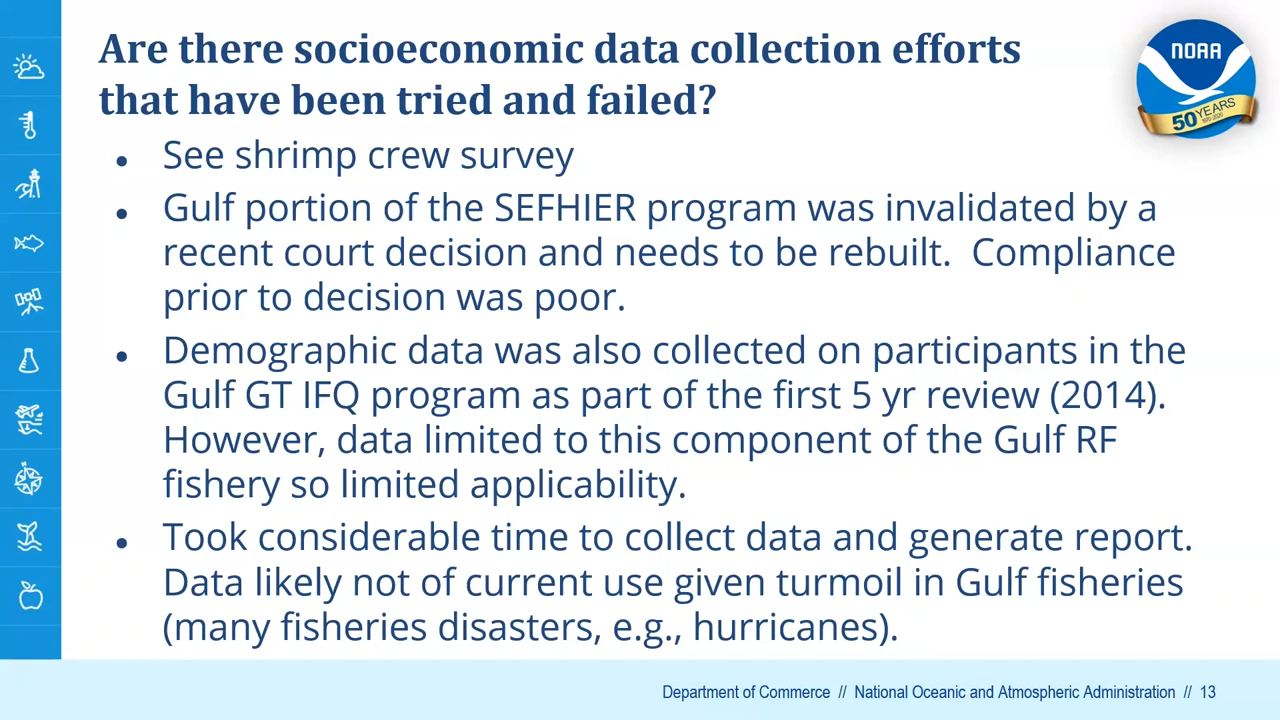 Are there socioeconomic data collection efforts
that have been tried and failed?
NOAA
50 YEARS
• See shrimp crew survey
• Gulf portion of the SEFHIER program was invalidated by a
recent court decision and needs to be rebuilt.  Compliance
prior to decision was poor.
• Demographic data was also collected on participants in the
Gulf GT IFQ program as part of the first 5 yr review (2014).
However, data limited to this component of the Gulf RF
fishery so limited applicability.
• Took considerable time to collect data and generate report.
Data likely not of current use given turmoil in Gulf fisheries
(many fisheries disasters, e.g., hurricanes).
Department of Commerce // National Oceanic and Atmospheric Administration // 13